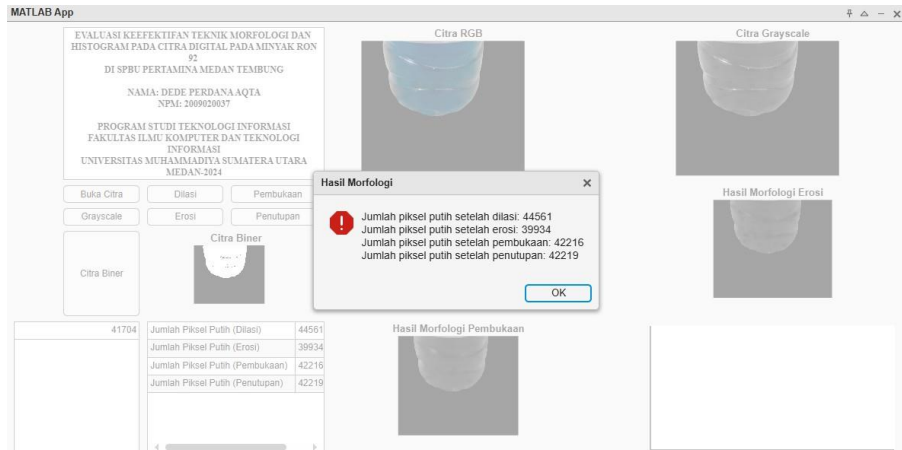 MATLAB App
EVALUASI KEEFEKTIFAN TEKNIK MORFOLOGI DAN
HISTOGRAM PADA CITRA DIGITAL PADA MINYAK RON
92
DI SPBU PERTAMINA MEDAN TEMBUNG
NAMA: DEDE PERDANA AQTA
NPM: 2009020037
PROGRAM STUDI TEKNOLOGI INFORMASI
FAKULTAS ILMU KOMPUTER DAN TEKNOLOGI
INFORMASI
UNIVERSITAS MUHAMMADIYA SUMATERA UTARA
MEDAN-2024
Citra RGB
Citra Grayscale
Buka Citra
Dilasi
Pembukaan
Grayscale
Erosi
Penutupan
Citra Biner
Citra Biner
Hasil Morfologi
Jumlah piksel putih setelah dilasi: 44561
Jumlah piksel putih setelah erosi: 39934
Jumlah piksel putih setelah pembukaan: 42216
Jumlah piksel putih setelah penutupan: 42219
OK
Hasil Morfologi Erosi
41704
Jumlah Piksel Putih (Dilasi) 44561
Jumlah Piksel Putih (Erosi) 39934
Jumlah Piksel Putih (Pembukaan) 42216
Jumlah Piksel Putih (Penutupan) 42219
Hasil Morfologi Pembukaan